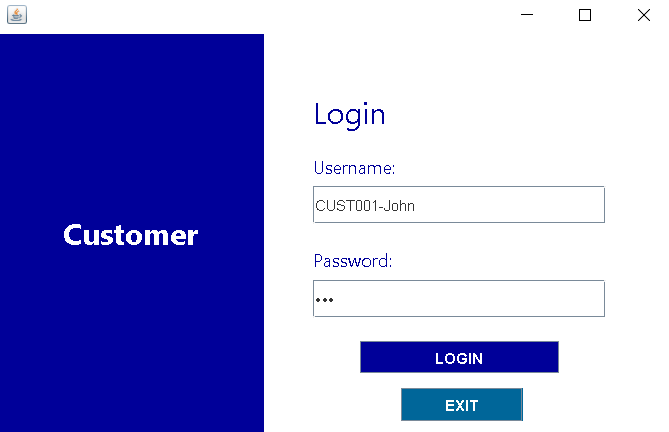 Customer
Login
Username:
CUST001-John
Password:
•••
LOGIN
EXIT